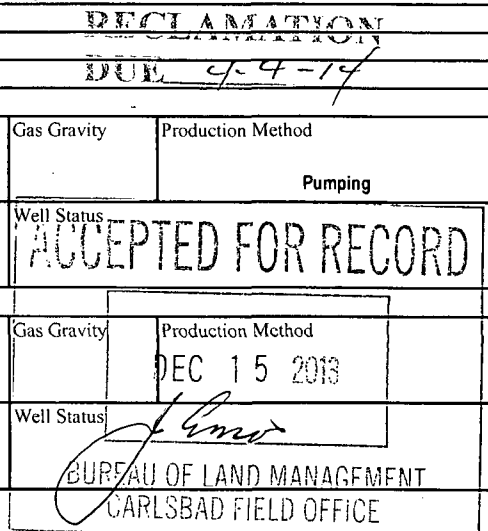 RECLAMATION
DUE 4-4-14
Gas Gravity Production Method
Pumping
Well Status
ACCEPTED FOR RECORD
Gas Gravity Production Method
DEC 15 2013
Well Status
BUREAU OF LAND MANAGEMENT
CARLSBAD FIELD OFFICE